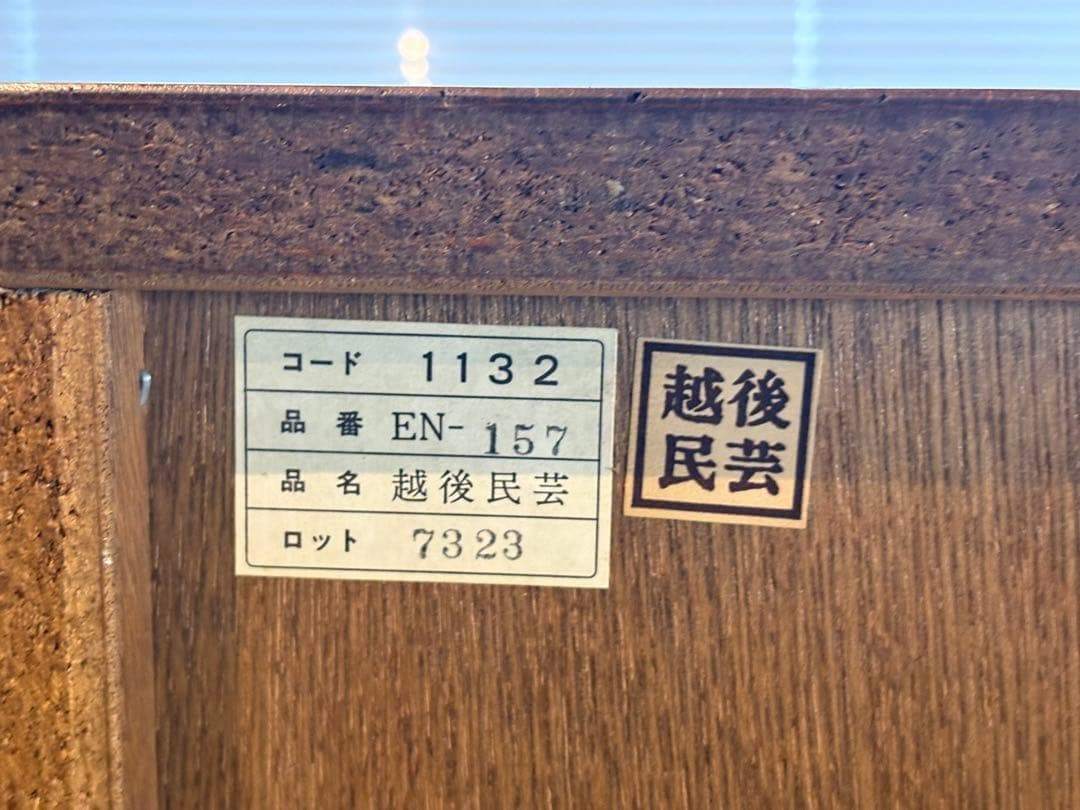 コード 1132
品番 EN-157
品名 越後民芸
ロット 7323
越後
民芸